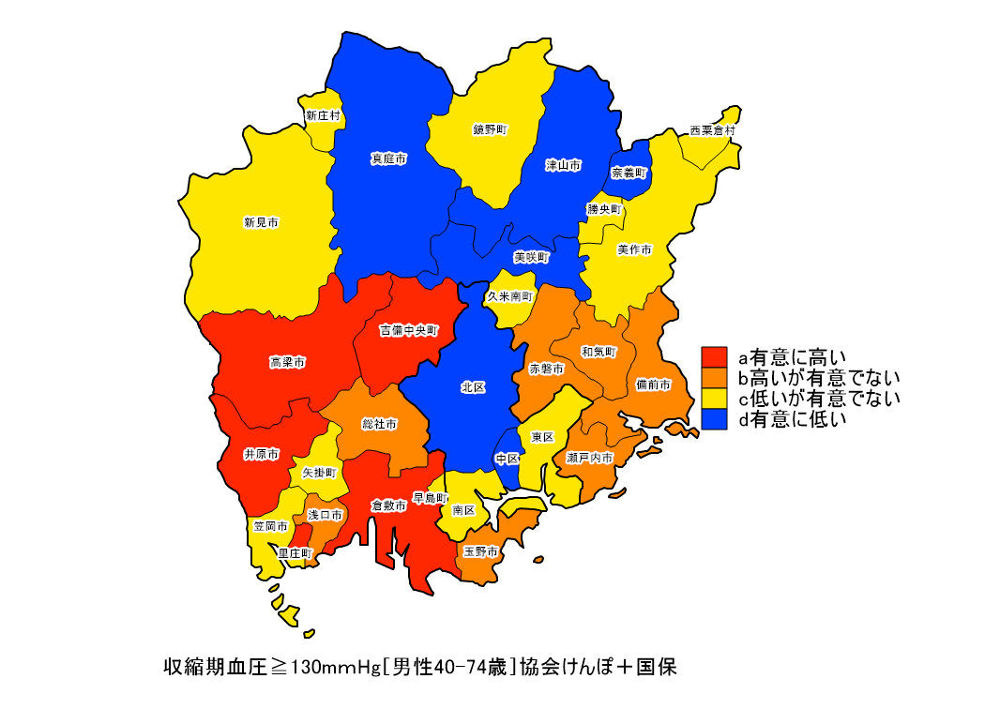 新庄村
鏡野町
西粟倉村
真庭市
津山市
奈義町
勝央町
新見市
美作市
美咲町
久米南町
吉備中央町
和気町
高梁市
赤磐市
備前市
北区
a有意に高い
b高いが有意でない
c低いが有意でない
d有意に低い
総社市
東区
井原市
中区
瀬戸内市
矢掛町
早島町
倉敷市
南区
浅口市
笠岡市
里庄町
玉野市
収縮期血圧≧130mmHg[男性40-74歳]協会けんぽ＋国保